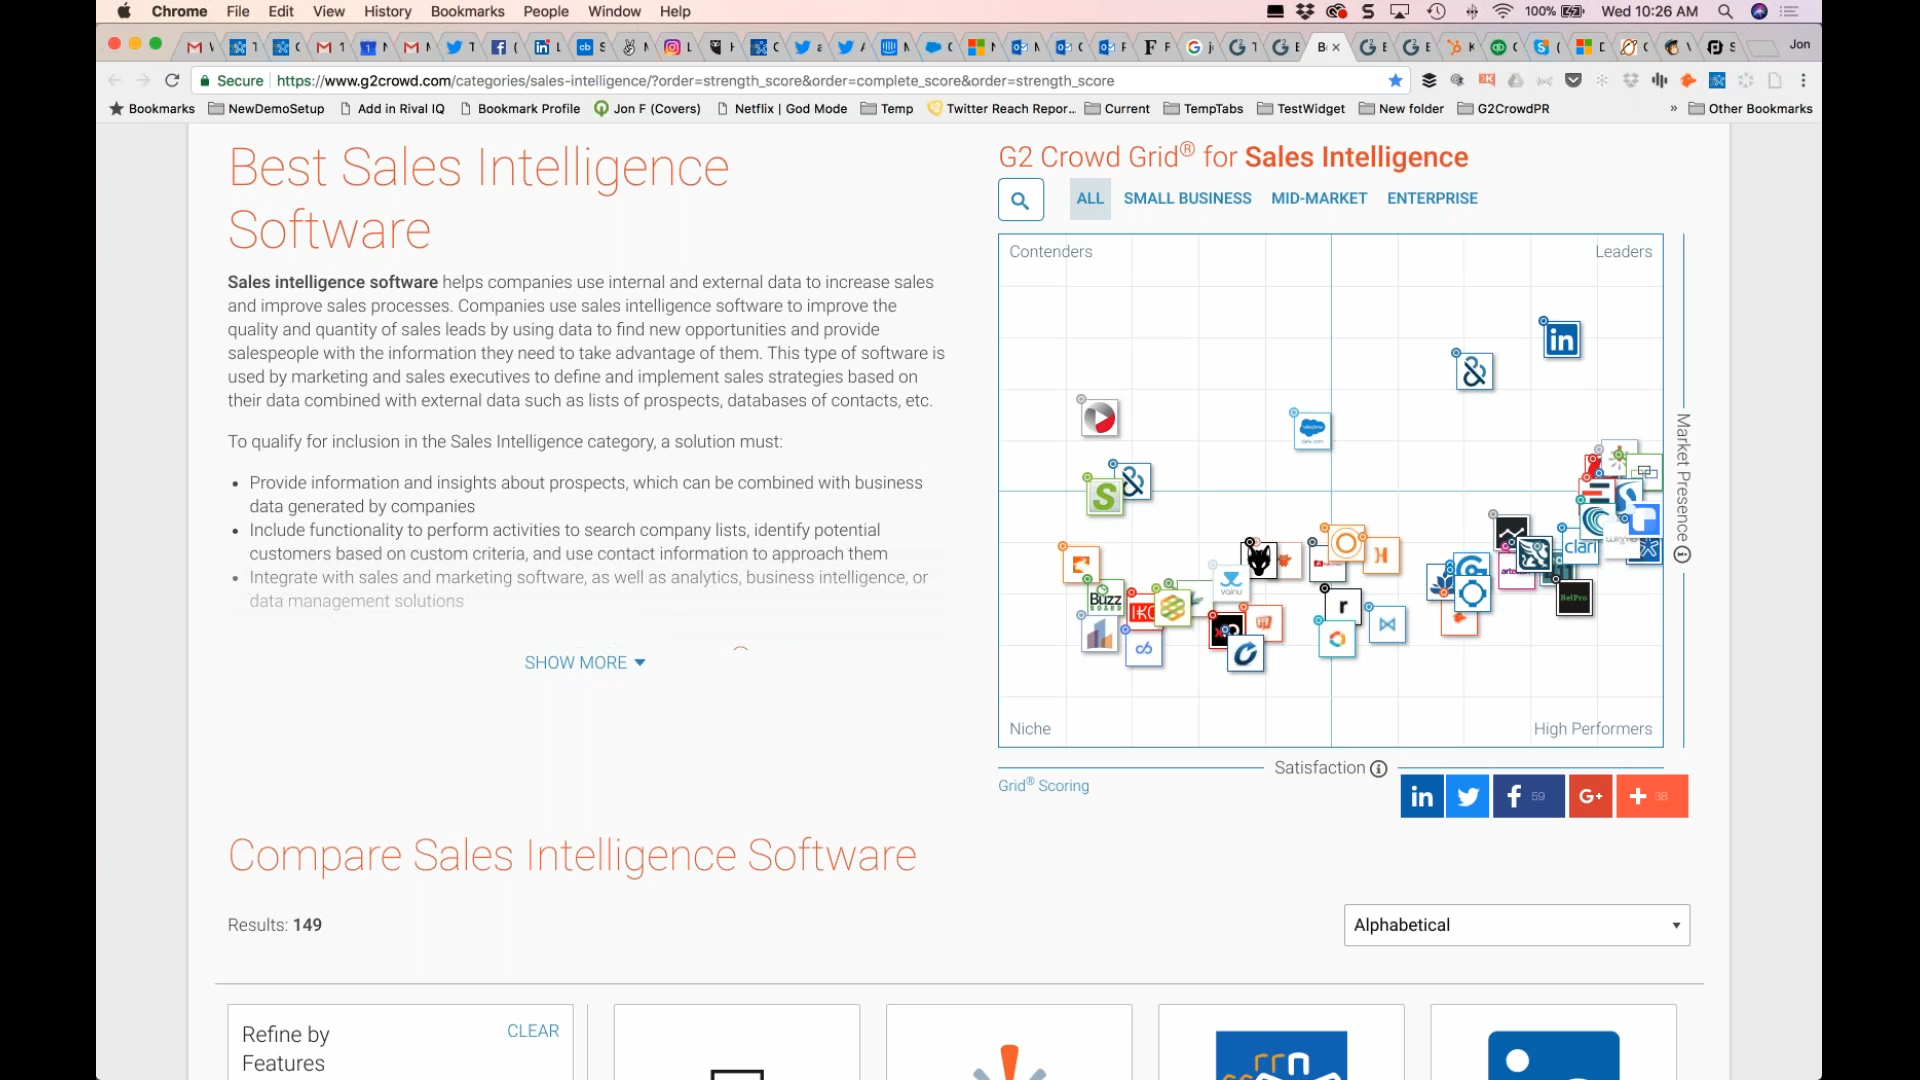 Chrome File Edit View History Bookmarks People Window Help
100% Wed 10:26 AM
Jon
Secure https://www.g2crowd.com/categories/sales-intelligence/?order=strength_score&order=complete_score&order=strength_score
Bookmarks NewDemoSetup Add in Rival IQ Bookmark Profile Jon F (Covers) Netflix | God Mode Temp Twitter Reach Repor... Current TempTabs TestWidget New folder G2CrowdPR » Other Bookmarks
Best Sales Intelligence
Software
Sales intelligence software helps companies use internal and external data to increase sales
and improve sales processes. Companies use sales intelligence software to improve the
quality and quantity of sales leads by using data to find new opportunities and provide
salespeople with the information they need to take advantage of them. This type of software is
used by marketing and sales executives to define and implement sales strategies based on
their data combined with external data such as lists of prospects, databases of contacts, etc.
To qualify for inclusion in the Sales Intelligence category, a solution must:
• Provide information and insights about prospects, which can be combined with business
data generated by companies
• Include functionality to perform activities to search company lists, identify potential
customers based on custom criteria, and use contact information to approach them
• Integrate with sales and marketing software, as well as analytics, business intelligence, or
data management solutions
SHOW MORE
G2 Crowd Grid® for Sales Intelligence
ALL SMALL BUSINESS MID-MARKET ENTERPRISE
Contenders
Leaders
in
&
&
S
clari
vainu
BUZZ
BOARD
r
Niche
High Performers
Market Presence
Satisfaction
Grid® Scoring
in
f 59
G+
+ 38
Compare Sales Intelligence Software
Results: 149
Alphabetical
Refine by
Features
CLEAR